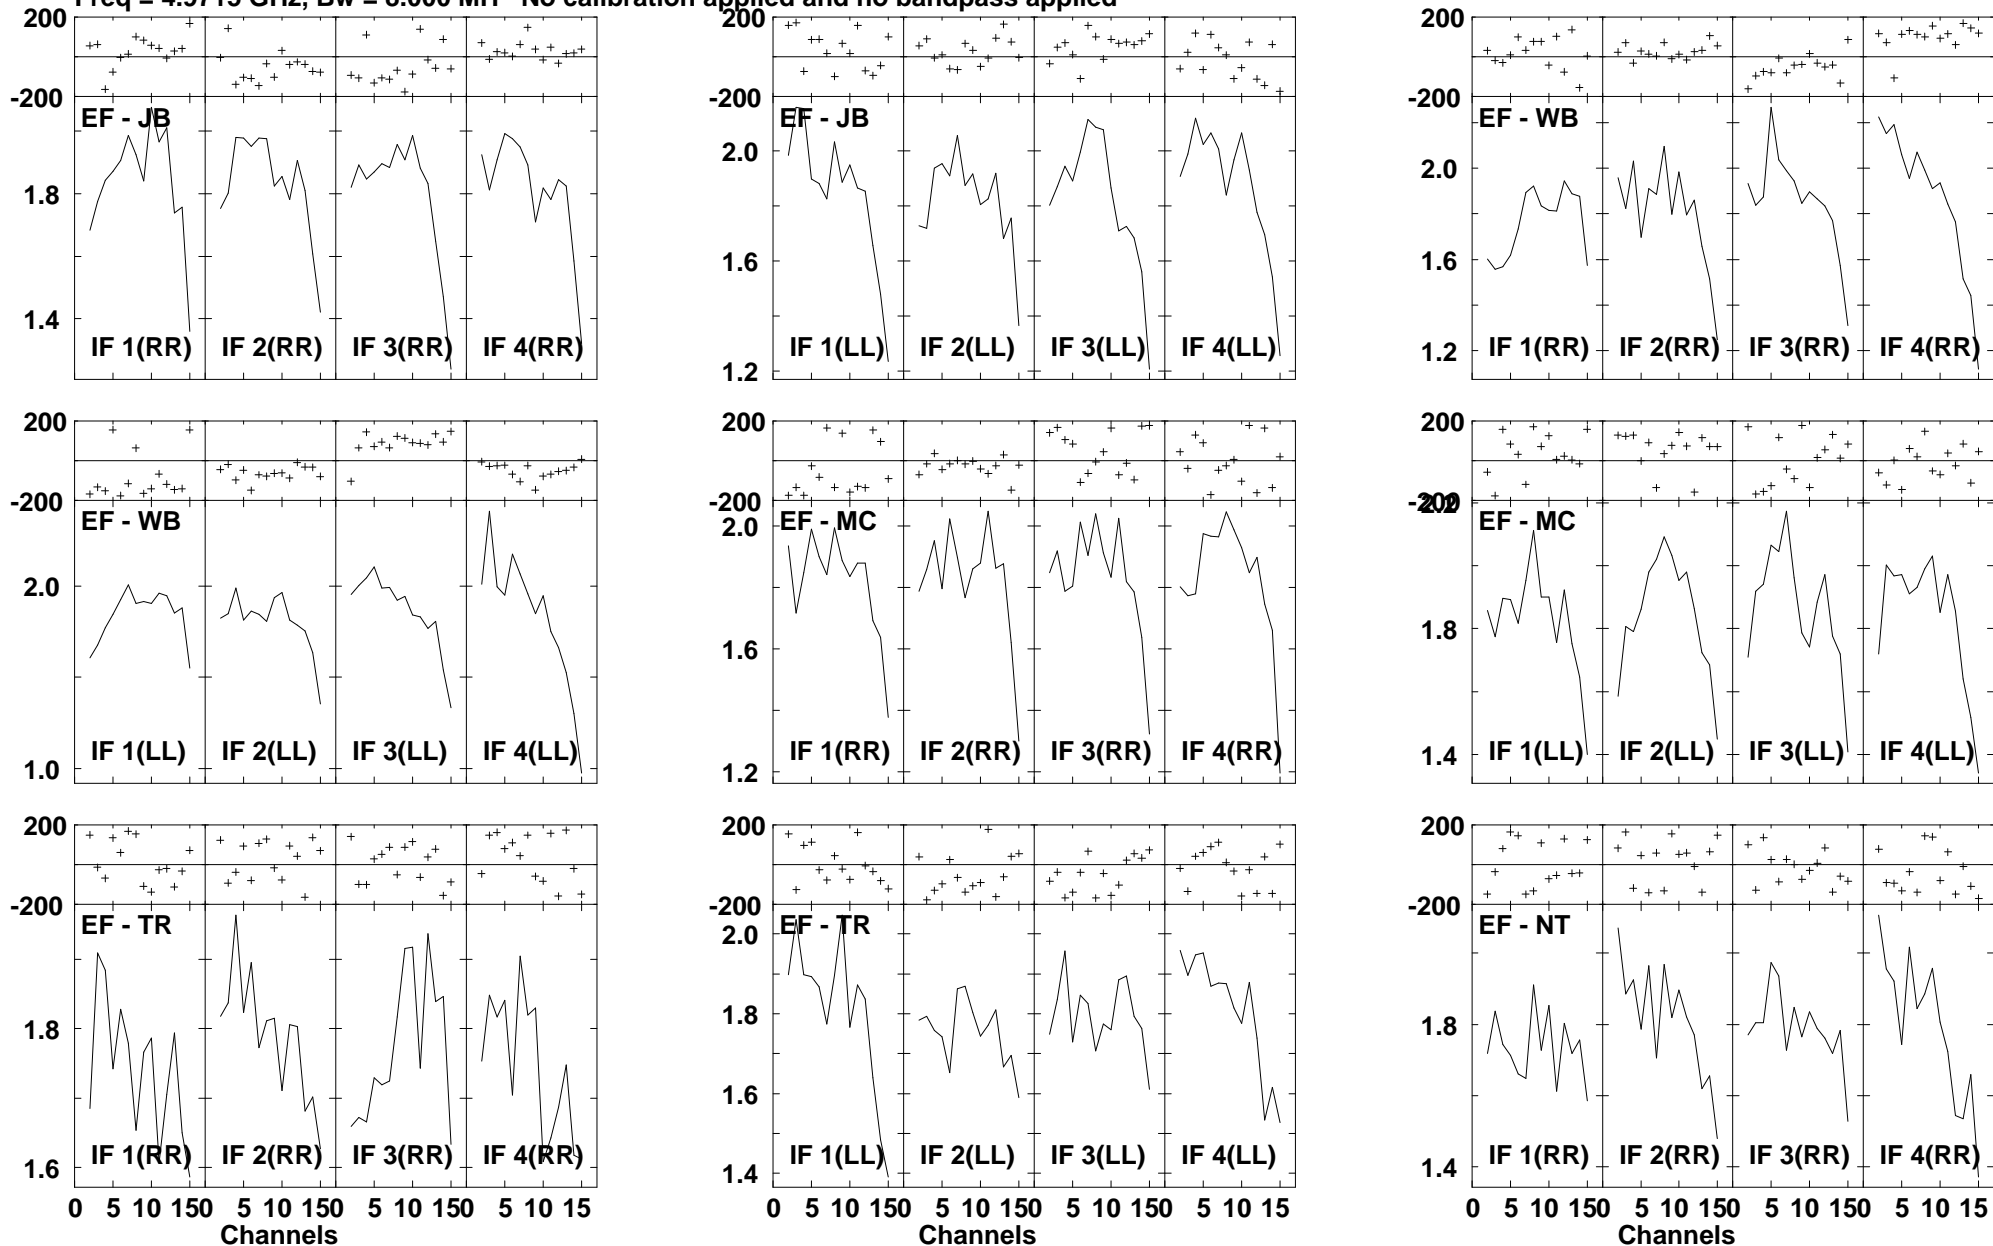 Freq = 4.9715 GHz, Bw = 8.000 MH No calibration applied and no bandpass applied
200 200 200
-200 -200 -200
EF - JB EF - JB EF - WB
1.8 1.4
2.0 1.6 1.2
2.0 1.6 1.2
IF 1(RR) IF 2(RR) IF 3(RR) IF 4(RR)
IF 1(LL) IF 2(LL) IF 3(LL) IF 4(LL)
IF 1(RR) IF 2(RR) IF 3(RR) IF 4(RR)
200 200 200
-200 -200 -200
EF - WB EF - MC EF - MC
2.0 1.0
2.0 1.6 1.2
2.2 1.8 1.4
IF 1(LL) IF 2(LL) IF 3(LL) IF 4(LL)
IF 1(RR) IF 2(RR) IF 3(RR) IF 4(RR)
IF 1(LL) IF 2(LL) IF 3(LL) IF 4(LL)
200 200 200
-200 -200 -200
EF - TR EF - TR EF - NT
1.8 1.6
2.0 1.8 1.6 1.4
1.8 1.4
IF 1(RR) IF 2(RR) IF 3(RR) IF 4(RR)
IF 1(LL) IF 2(LL) IF 3(LL) IF 4(LL)
IF 1(RR) IF 2(RR) IF 3(RR) IF 4(RR)
0 5 10 150 5 10 150 5 10 150 5 10 15
0 5 10 150 5 10 150 5 10 150 5 10 15
0 5 10 150 5 10 150 5 10 150 5 10 15
Channels Channels Channels